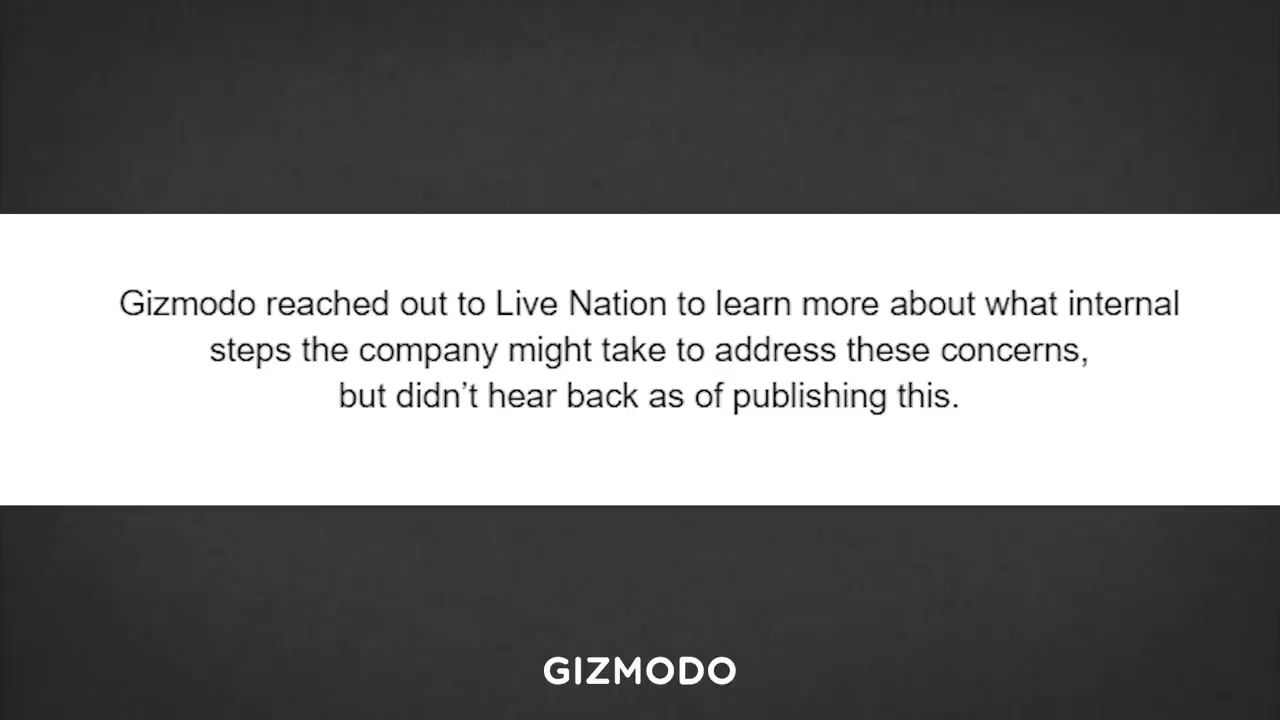 Gizmodo reached out to Live Nation to learn more about what internal
steps the company might take to address these concerns,
but didn’t hear back as of publishing this.
GIZMODO